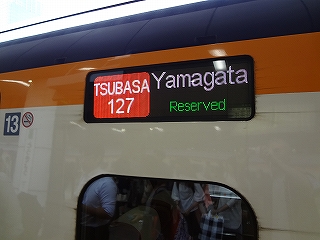 TSUBASA
127
Yamagata
Reserved
13